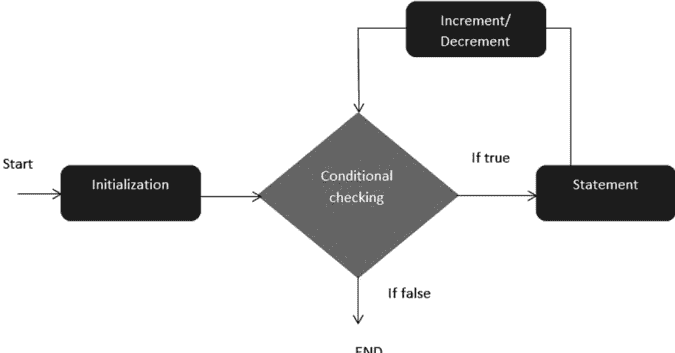 Increment/
Decrement
Start
Initialization
Conditional
checking
If true
Statement
If false
END